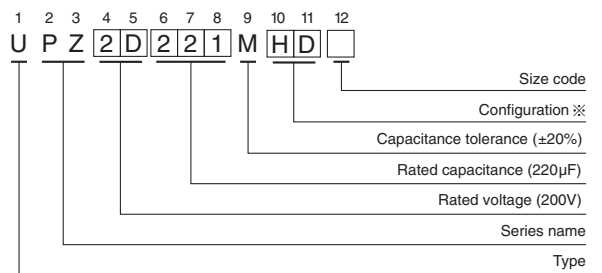 1 2 3 4 5 6 7 8 9 10 11 12
U P Z 2 D 2 2 1 M H D
Size code
Configuration ※
Capacitance tolerance (±20%)
Rated capacitance (220µF)
Rated voltage (200V)
Series name
Type